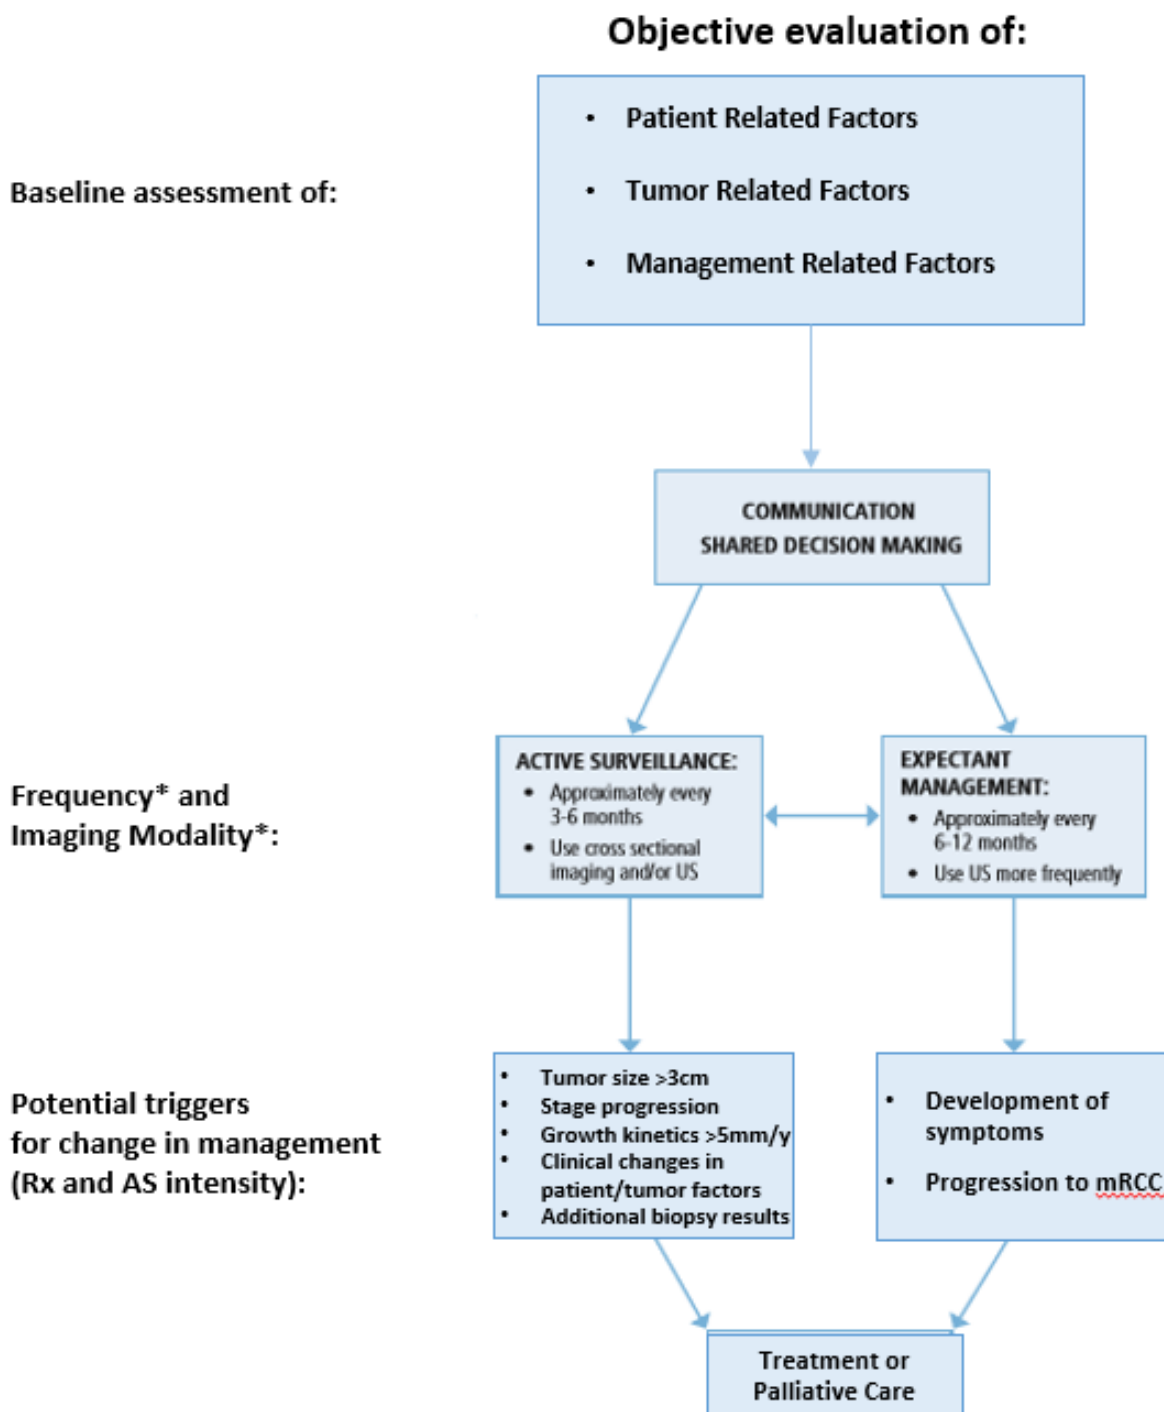 Objective evaluation of:
Baseline assessment of:
• Patient Related Factors
• Tumor Related Factors
• Management Related Factors
COMMUNICATION
SHARED DECISION MAKING
Frequency* and
Imaging Modality*:
ACTIVE SURVEILLANCE:
• Approximately every
3-6 months
• Use cross sectional
imaging and/or US
EXPECTANT
MANAGEMENT:
• Approximately every
6-12 months
• Use US more frequently
Potential triggers
for change in management
(Rx and AS intensity):
• Tumor size >3cm
• Stage progression
• Growth kinetics >5mm/y
• Clinical changes in
patient/tumor factors
• Additional biopsy results
• Development of
symptoms
• Progression to mRCC
Treatment or
Palliative Care